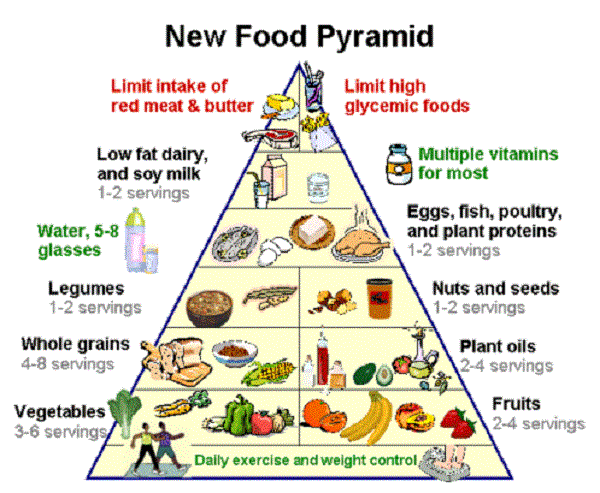 New Food Pyramid
Limit intake of
red meat & butter
Limit high
glycemic foods
Low fat dairy,
and soy milk
1-2 servings
Multiple vitamins
for most
Water, 5-8
glasses
Eggs, fish, poultry,
and plant proteins
1-2 servings
Legumes
1-2 servings
Nuts and seeds
1-2 servings
Whole grains
4-8 servings
Plant oils
2-4 servings
Vegetables
3-6 servings
Fruits
2-4 servings
Daily exercise and weight control